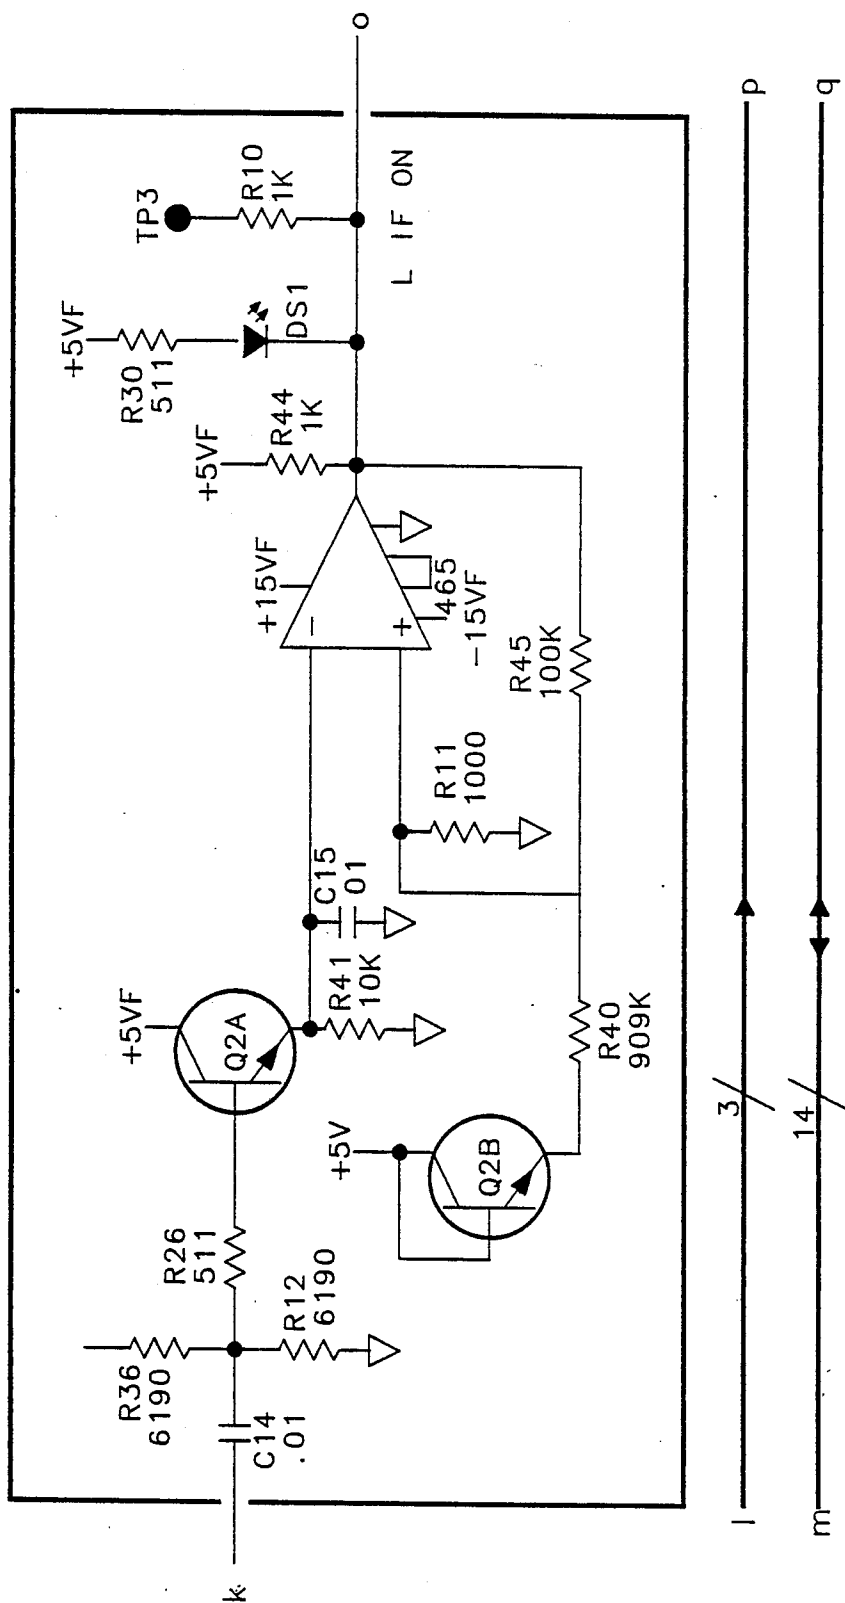 k
C14
.01
R36
6190
R12
6190
R26
511
+5V
Q2B
+5VF
Q2A
R41
10K
C15
01
R40
909K
R11
1000
R45
100K
+15VF
−
+
465
−15VF
+5VF
R44
1K
+5VF
R30
511
DS1
TP3
R10
1K
L IF ON
o
l
3
p
m
14
q